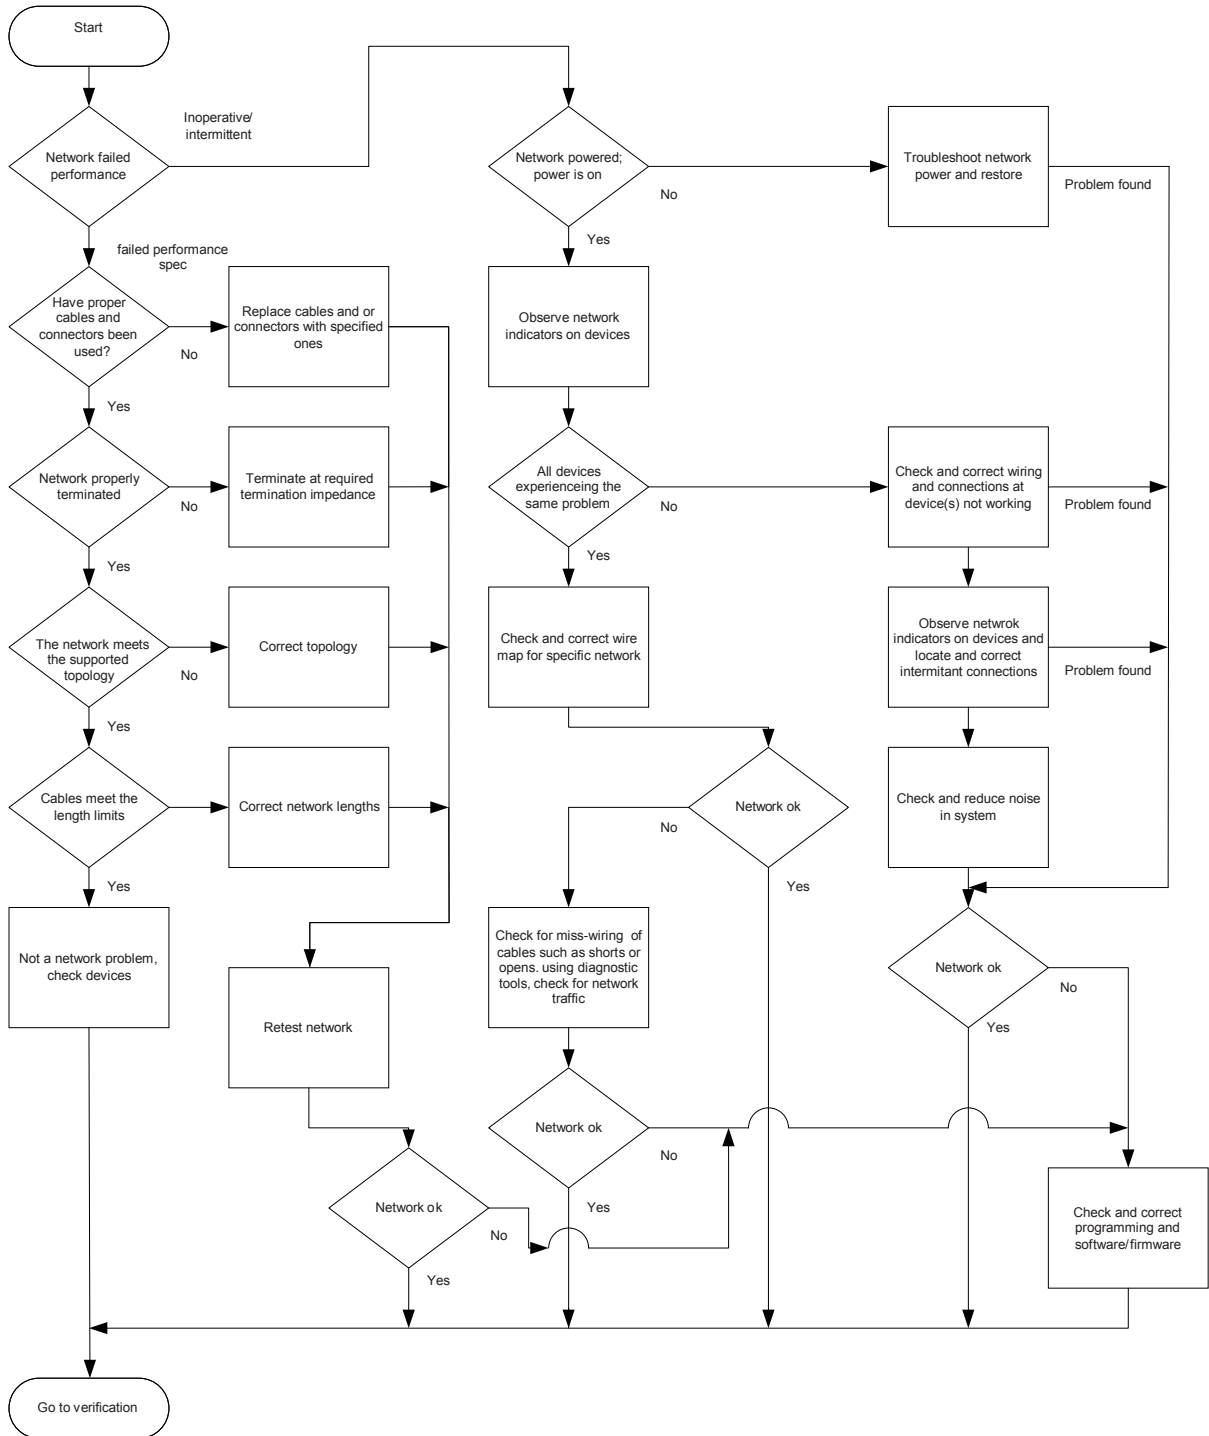 Start
Inoperative/
intermittent
Network failed
performance
Network powered;
power is on
No
Troubleshoot network
power and restore
Problem found
Yes
failed performance
spec
Have proper
cables and
connectors been
used?
No
Replace cables and or
connectors with specified
ones
Observe network
indicators on devices
Yes
Network properly
terminated
No
Terminate at required
termination impedance
All devices
experienceing the
same problem
No
Check and correct wiring
and connections at
device(s) not working
Problem found
Yes
Yes
The network meets
the supported
topology
No
Correct topology
Check and correct wire
map for specific network
Observe netwrok
indicators on devices and
locate and correct
intermitant connections
Problem found
Yes
Cables meet the
length limits
Correct network lengths
No
Network ok
Check and reduce noise
in system
Yes
Yes
Not a network problem,
check devices
Check for miss-wiring of
cables such as shorts or
opens. using diagnostic
tools, check for network
traffic
Network ok
No
Yes
Retest network
Network ok
No
Yes
Network ok
No
Yes
Check and correct
programming and
software/firmware
Go to verification